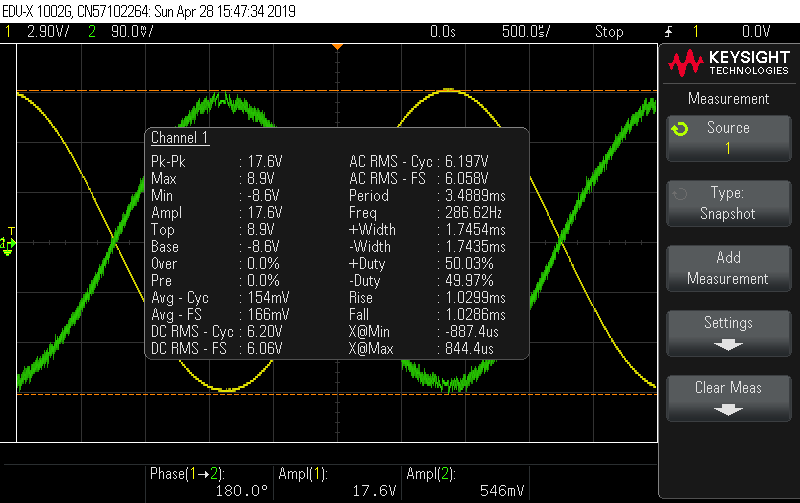 EDU-X 1002G, CN57102264: Sun Apr 28 15:47:34 2019
1 2.90V/ 2 90.0V/ 0.0s 500.0s/ Stop 1 0.0V
KEYSIGHT
TECHNOLOGIES
Measurement
Source
1
Type:
Snapshot
Add
Measurement
Settings
Clear Meas
T
Channel 1
Pk-Pk : 17.6V
Max : 8.9V
Min : -8.6V
Ampl : 17.6V
Top : 8.9V
Base : -8.6V
Over : 0.0%
Pre : 0.0%
Avg - Cyc : 154mV
Avg - FS : 166mV
DC RMS - Cyc : 6.20V
DC RMS - FS : 6.06V
AC RMS - Cyc : 6.197V
AC RMS - FS : 6.058V
Period : 3.4889ms
Freq : 286.62Hz
+Width : 1.7454ms
-Width : 1.7435ms
+Duty : 50.03%
-Duty : 49.97%
Rise : 1.0299ms
Fall : 1.0286ms
X@Min : -887.4us
X@Max : 844.4us
Phase(1→2): Ampl(1): Ampl(2):
180.0° 17.6V 546mV